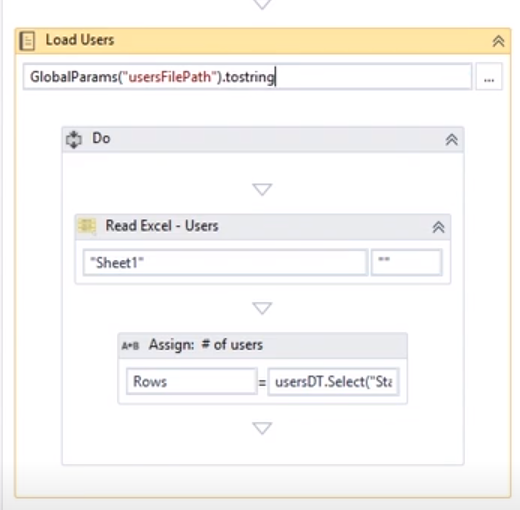 Load Users
GlobalParams("usersFilePath").tostring
...
Do
Read Excel - Users
"Sheet1" ""
A+B Assign: # of users
Rows = usersDT.Select("Sta